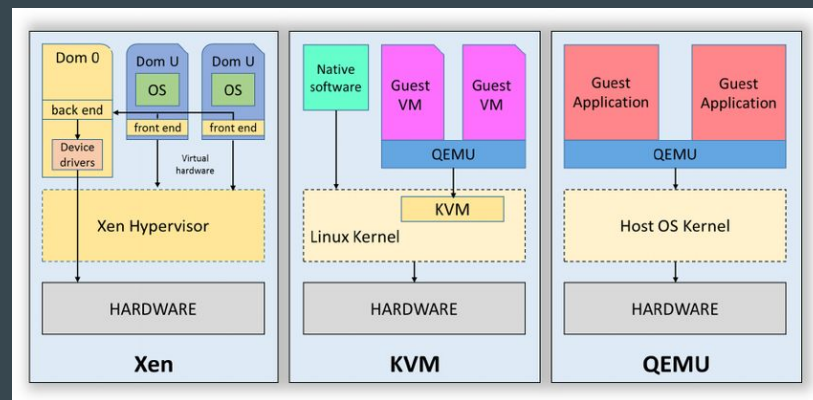 Dom 0
back end
Device
drivers
Dom U
OS
front end
Dom U
OS
front end
Virtual
hardware
Xen Hypervisor
HARDWARE
Xen
Native
software
Guest
VM
Guest
VM
QEMU
KVM
Linux Kernel
HARDWARE
KVM
Guest
Application
Guest
Application
QEMU
Host OS Kernel
HARDWARE
QEMU